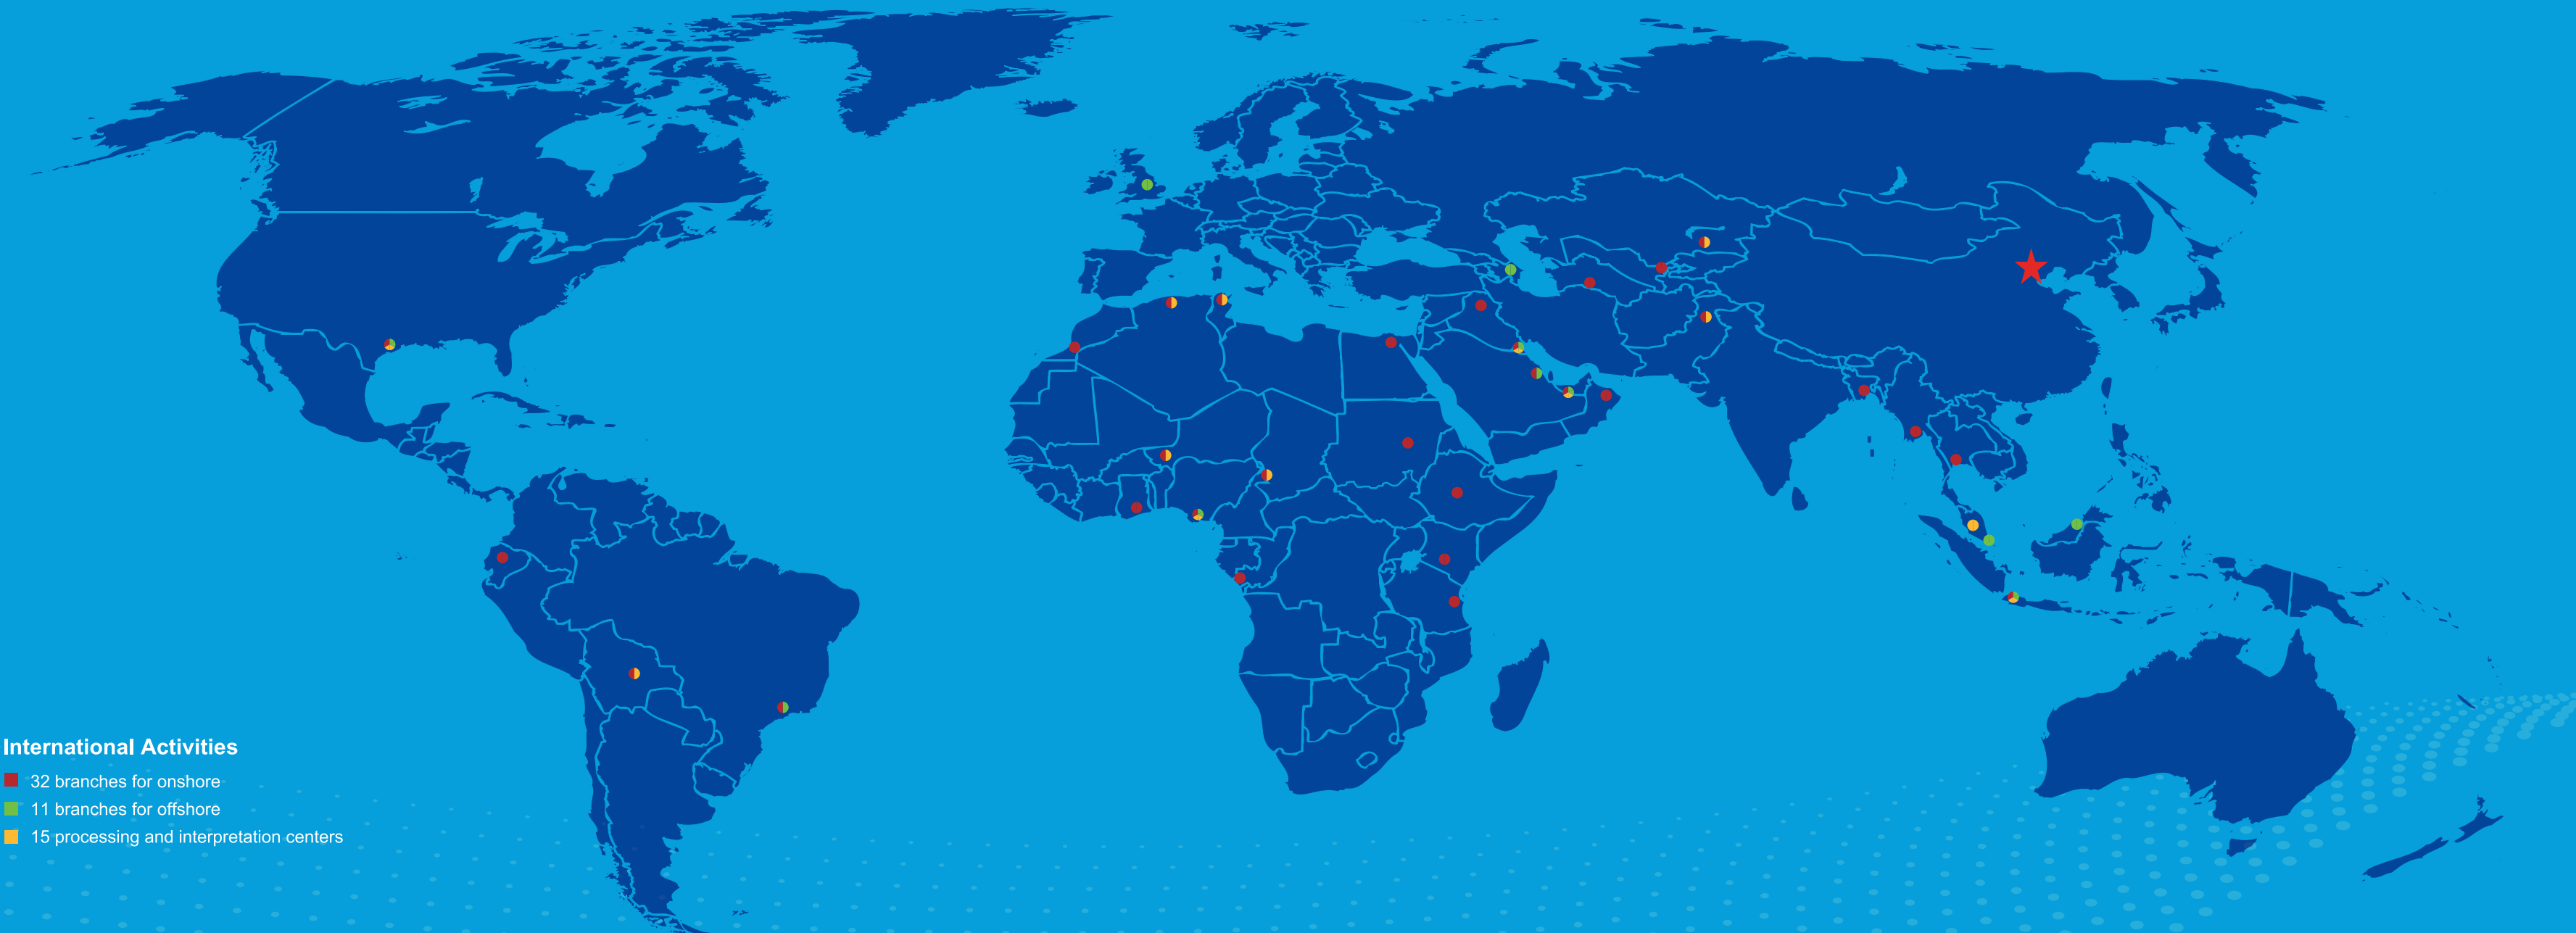 International Activities
32 branches for onshore
11 branches for offshore
15 processing and interpretation centers